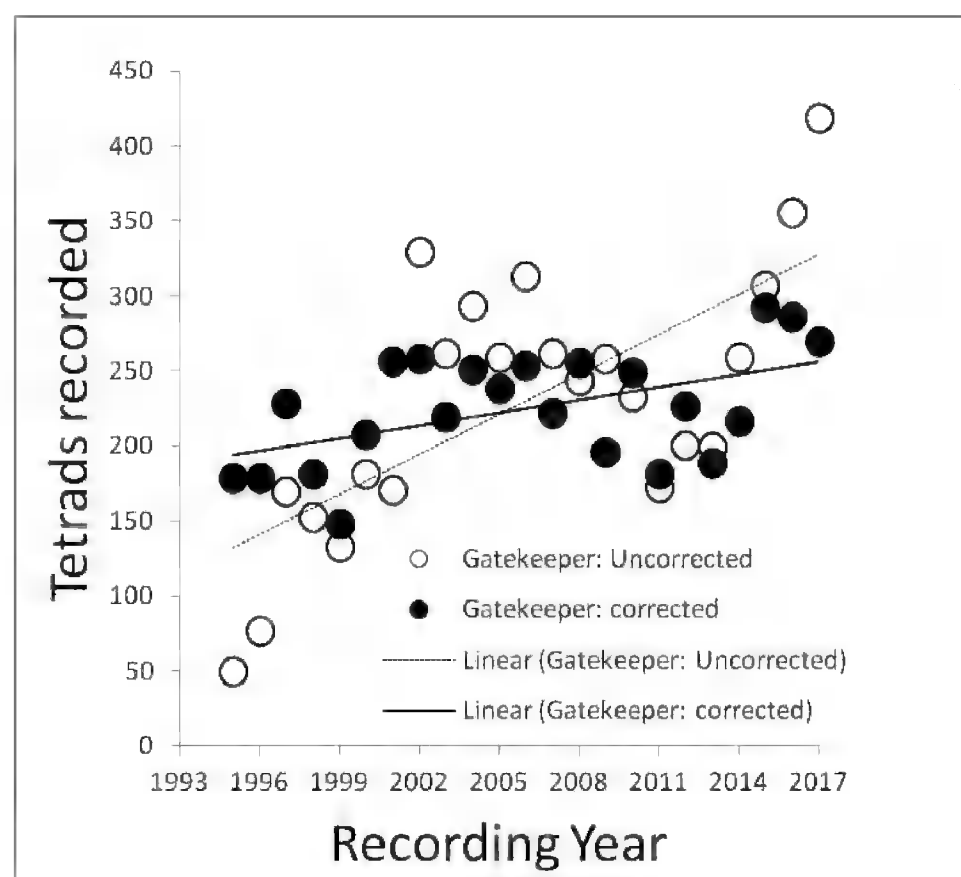 450
400
350
300
250
200
150
100
50
0
Tetrads recorded
Gatekeeper: Uncorrected
Gatekeeper: corrected
Linear (Gatekeeper: Uncorrected)
Linear (Gatekeeper: corrected)
1993 1996 1999 2002 2005 2008 2011 2014 2017
Recording Year